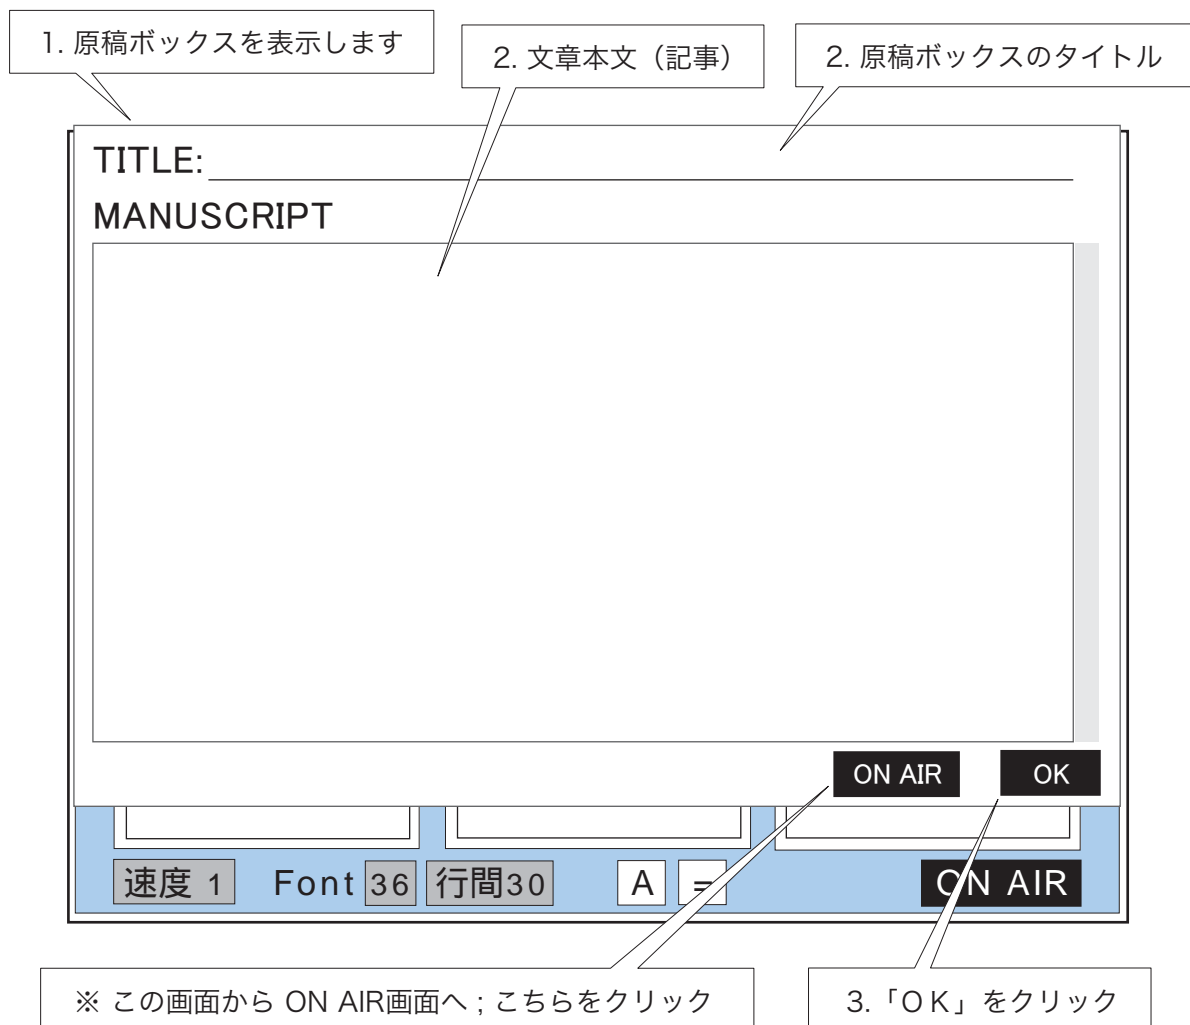 1. 原稿ボックスを表示します
2. 文章本文（記事）
2. 原稿ボックスのタイトル
TITLE:
MANUSCRIPT
ON AIR
OK
速度 1
Font 36
行間30
A
=
ON AIR
※ この画面から ON AIR画面へ ; こちらをクリック
3.「ＯＫ」をクリック